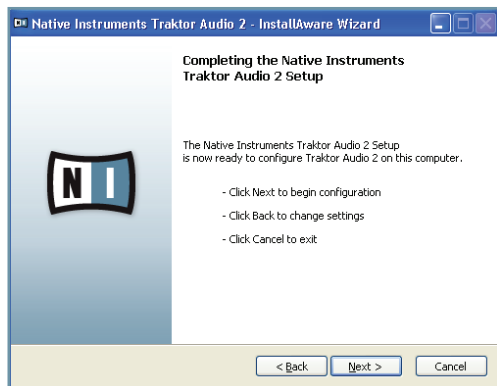 Native Instruments Traktor Audio 2 - InstallAware Wizard
Completing the Native Instruments
Traktor Audio 2 Setup
The Native Instruments Traktor Audio 2 Setup
is now ready to configure Traktor Audio 2 on this computer.
- Click Next to begin configuration
- Click Back to change settings
- Click Cancel to exit
N I
< Back
Next >
Cancel